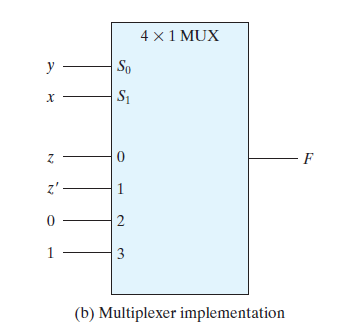 4 × 1 MUX
y S₀
x S₁
z 0 F
z' 1
0 2
1 3
(b) Multiplexer implementation